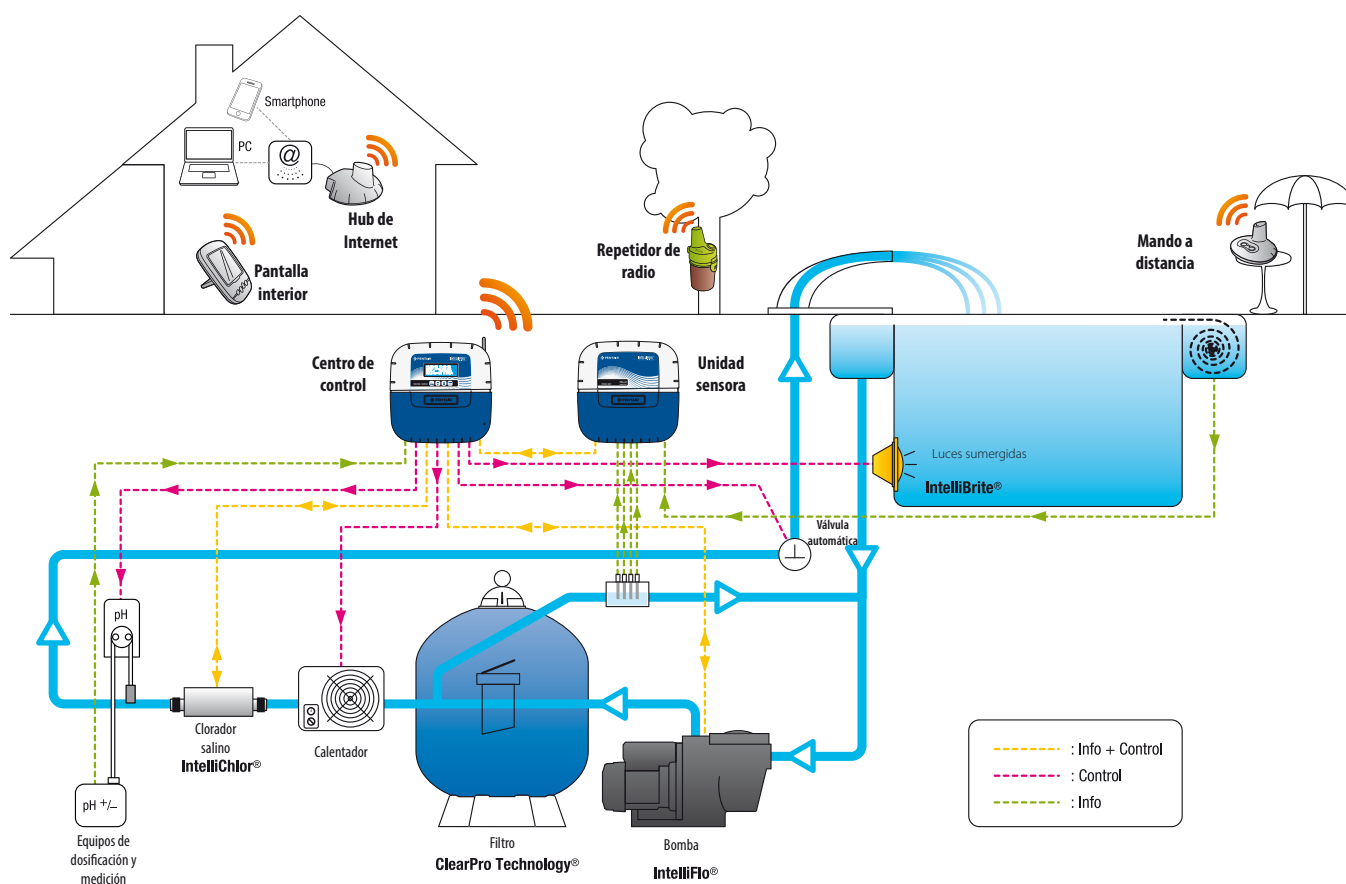 Smartphone
PC
@
Hub de
Internet
Pantalla
interior
Repetidor de
radio
Mando a
distancia
Centro de
control
Unidad
sensora
Luces sumergidas
IntelliBrite®
Válvula
automática
pH
Clorador
salino
IntelliChlor®
Calentador
pH +/–
Equipos de
dosificación y
medición
Filtro
ClearPro Technology®
Bomba
IntelliFlo®
: Info + Control
: Control
: Info